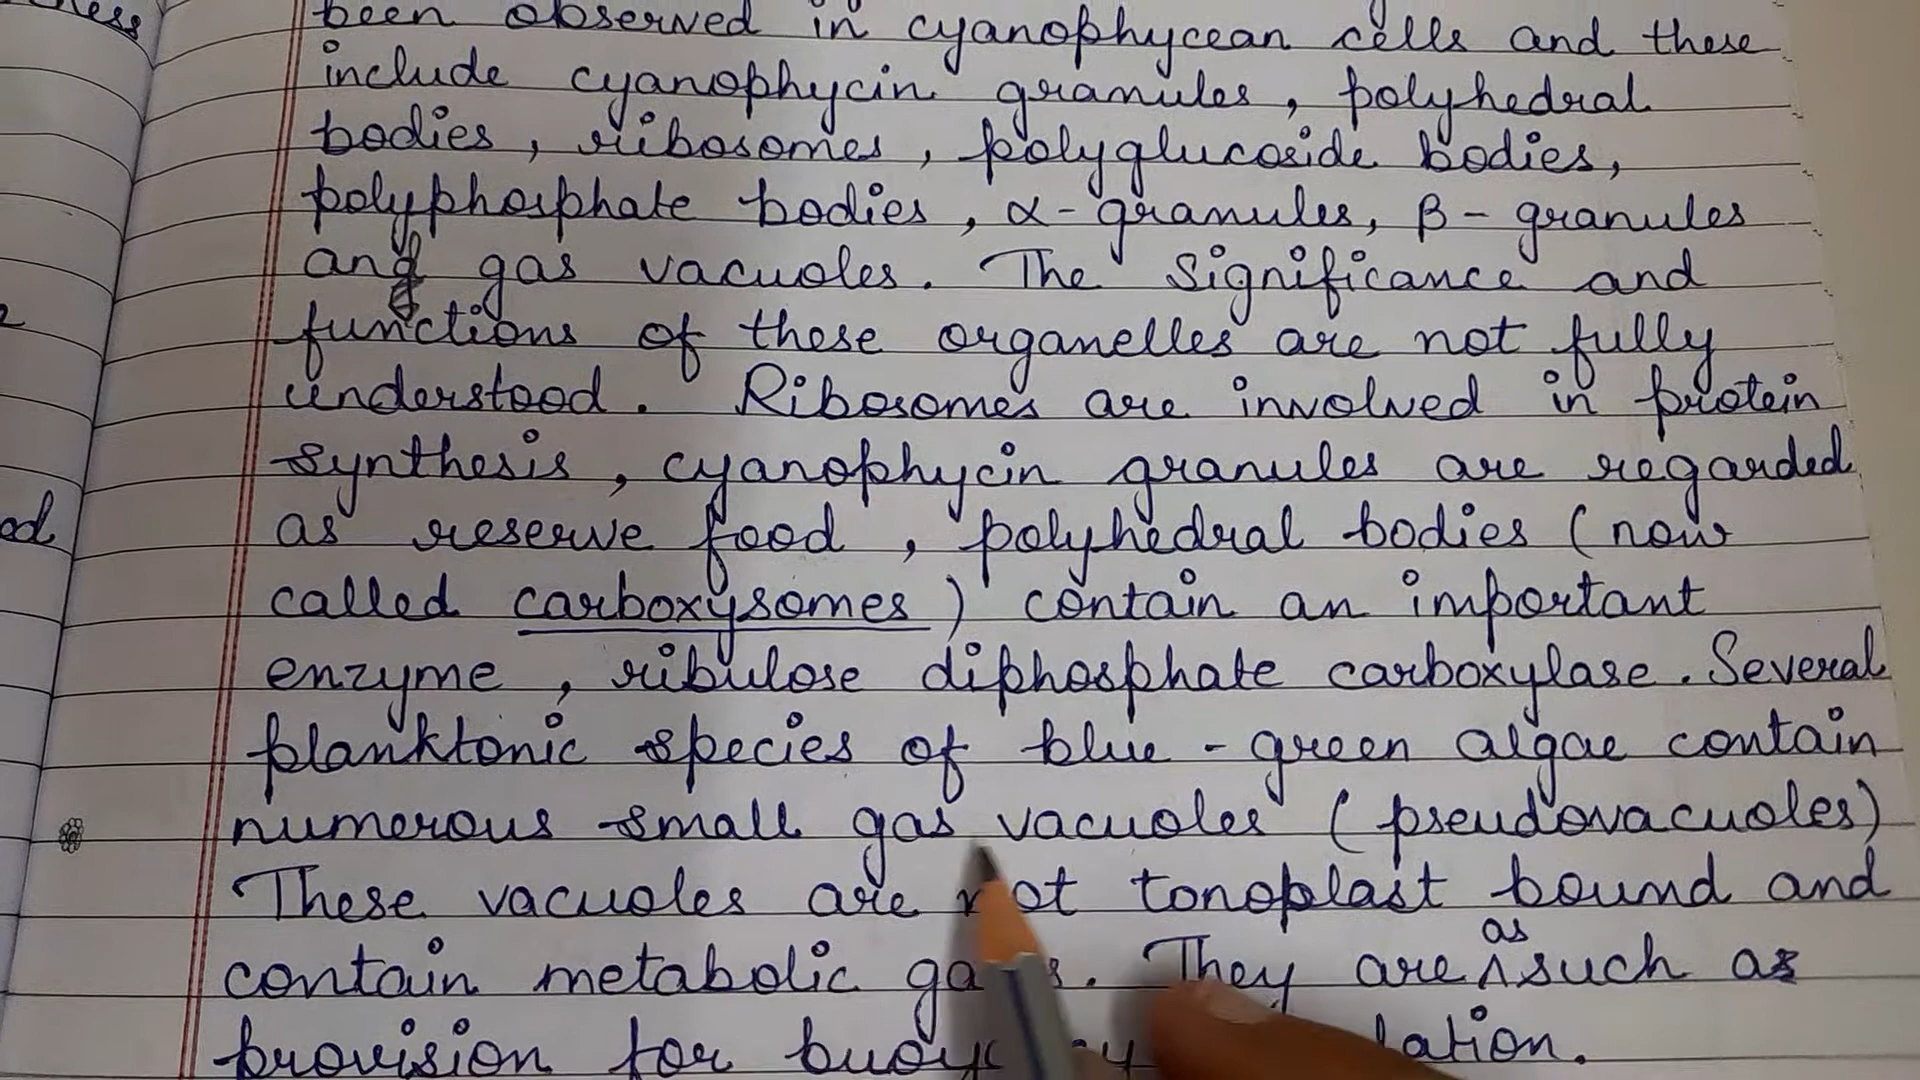 ness
been observed in cyanophycean cells and these
include cyanophycin granules, polyhedral
bodies, ribosomes, polyglucoside bodies,
polyphosphate bodies, α-granules, β-granules
and gas vacuoles. The significance and
functions of these organelles are not fully
understood. Ribosomes are involved in protein
synthesis, cyanophycin granules are regarded
as reserve food, polyhedral bodies (now
od
called carboxysomes) contain an important
enzyme, ribulose diphosphate carboxylase. Several
planktonic species of blue-green algae contain
numerous small gas vacuoles (pseudovacuoles)
These vacuoles are not tonoplast bound and
contain metabolic . They are as such as
provision for